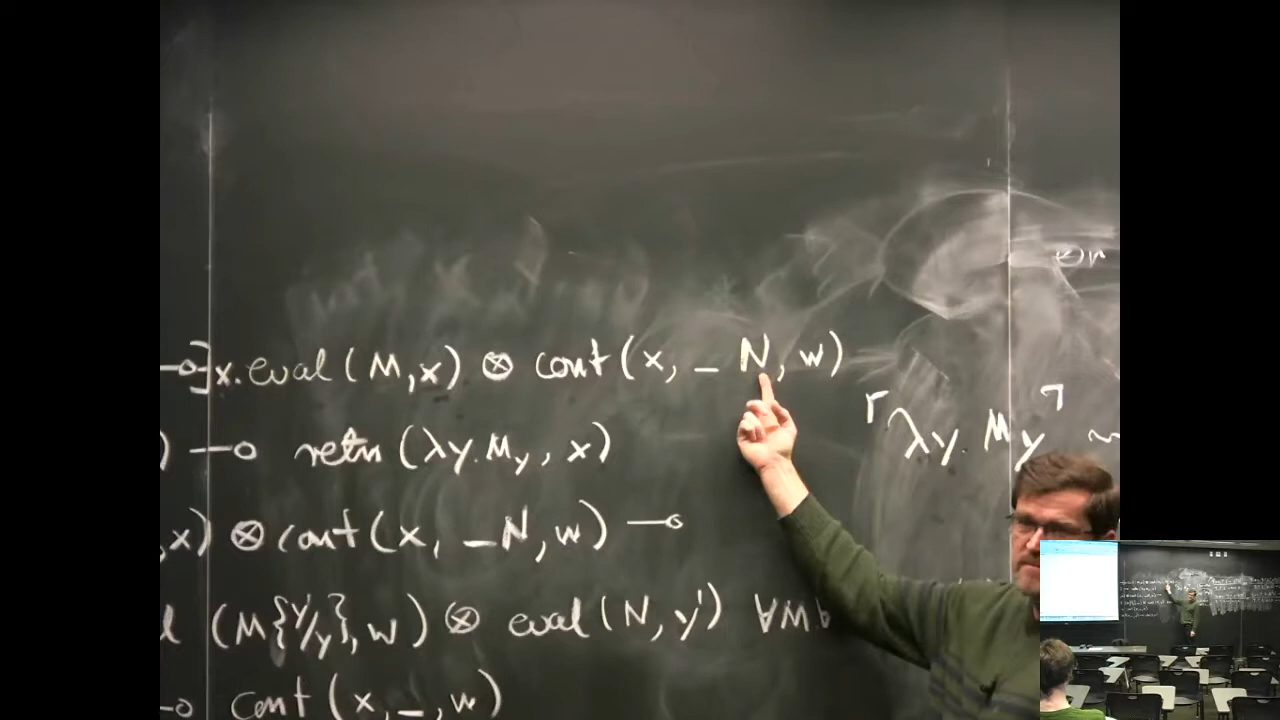 ⊸ ∃x. eval (M, x) ⊗ cont (x, _ N, w)
) ⊸ retn (λy. My, x)
⌜λy. My⌝ ~
, x) ⊗ cont (x, _ N, w) ⊸
l (M{y'/y}, w) ⊗ eval (N, y') ∀M.∀
⊸ cont (x, _, w)